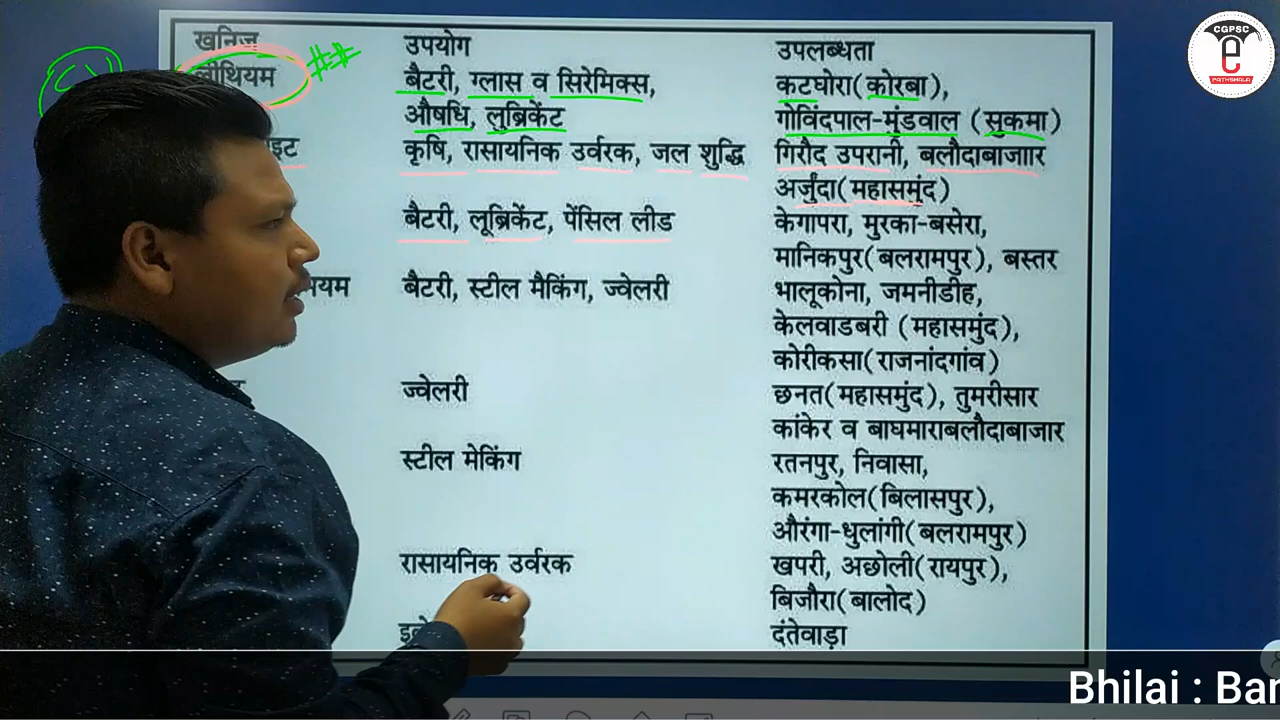 CGPSC
e
PATHSHALA
खनिज उपयोग उपलब्धता
लीथियम बैटरी, ग्लास व सिरेमिक्स, कटघोरा(कोरबा),
औषधि, लुब्रिकेंट गोविंदपाल-मुंडवाल (सुकमा)
कृषि, रासायनिक उर्वरक, जल शुद्धि गिरौद उपरानी, बलौदाबाजाार
अर्जुंदा(महासमुंद)
बैटरी, लूब्रिकेंट, पेंसिल लीड केगापरा, मुरका-बसेरा,
मानिकपुर(बलरामपुर), बस्तर
बैटरी, स्टील मैकिंग, ज्वेलरी भालूकोना, जमनीडीह,
केलवाडबरी (महासमुंद),
कोरीकसा(राजनांदगांव)
ज्वेलरी छनत(महासमुंद), तुमरीसार
कांकेर व बाघमाराबलौदाबाजार
स्टील मेकिंग रतनपुर, निवासा,
कमरकोल(बिलासपुर),
औरंगा-धुलांगी(बलरामपुर)
रासायनिक उर्वरक खपरी, अछोली(रायपुर),
बिजौरा(बालोद)
दंतेवाड़ा
Bhilai : Bar